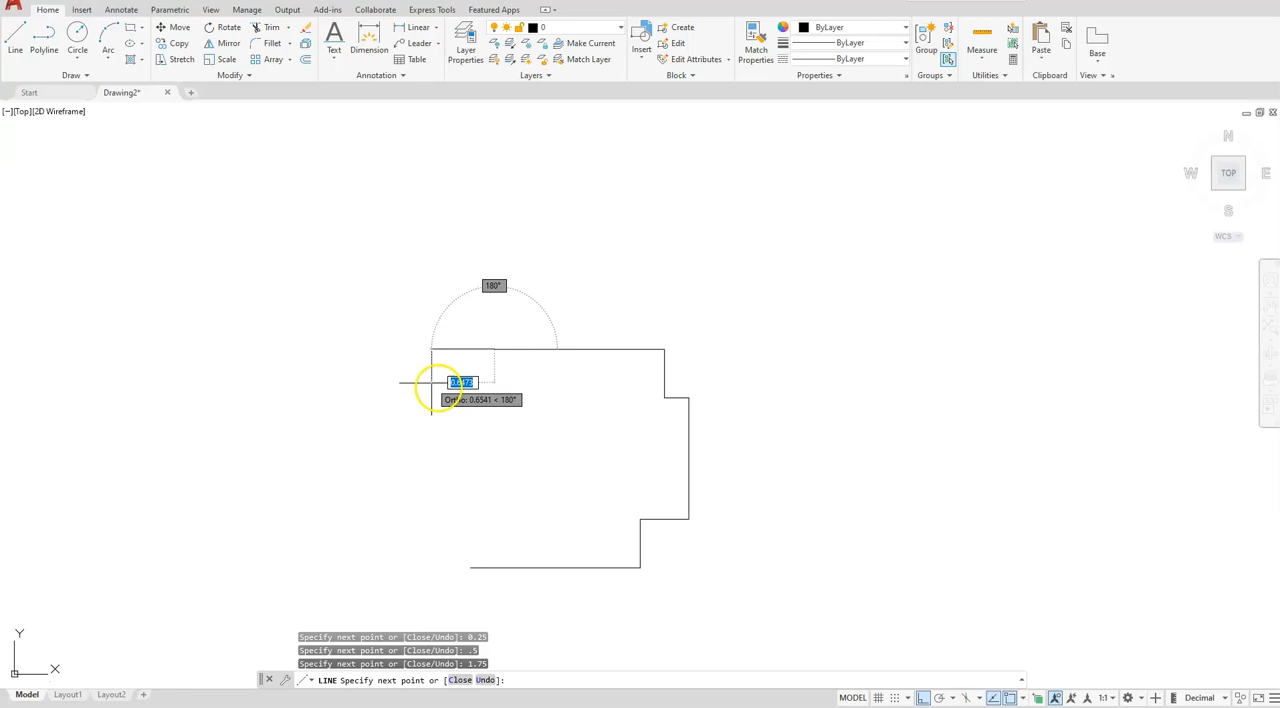 Home Insert Annotate Parametric View Manage Output Add-ins Collaborate Express Tools Featured Apps
Line Polyline Circle Arc
Move Rotate Trim
Copy Mirror Fillet
Stretch Scale Array
Text Dimension
Linear
Leader
Table
Layer Properties
0
Make Current
Match Layer
Insert
Create
Edit
Edit Attributes
Match Properties
ByLayer
ByLayer
ByLayer
Group
Measure
Paste
Base
Draw Modify Annotation Layers Block Properties Groups Utilities Clipboard View
Start Drawing2*
[−][Top][2D Wireframe]
N
W TOP E
S
WCS
180°
Ortho: 0.6541 < 180°
Specify next point or [Close/Undo]: 0.25
Specify next point or [Close/Undo]: .5
Specify next point or [Close/Undo]: 1.75
Y
X
LINE Specify next point or [Close Undo]:
Model Layout1 Layout2
MODEL 1:1 Decimal